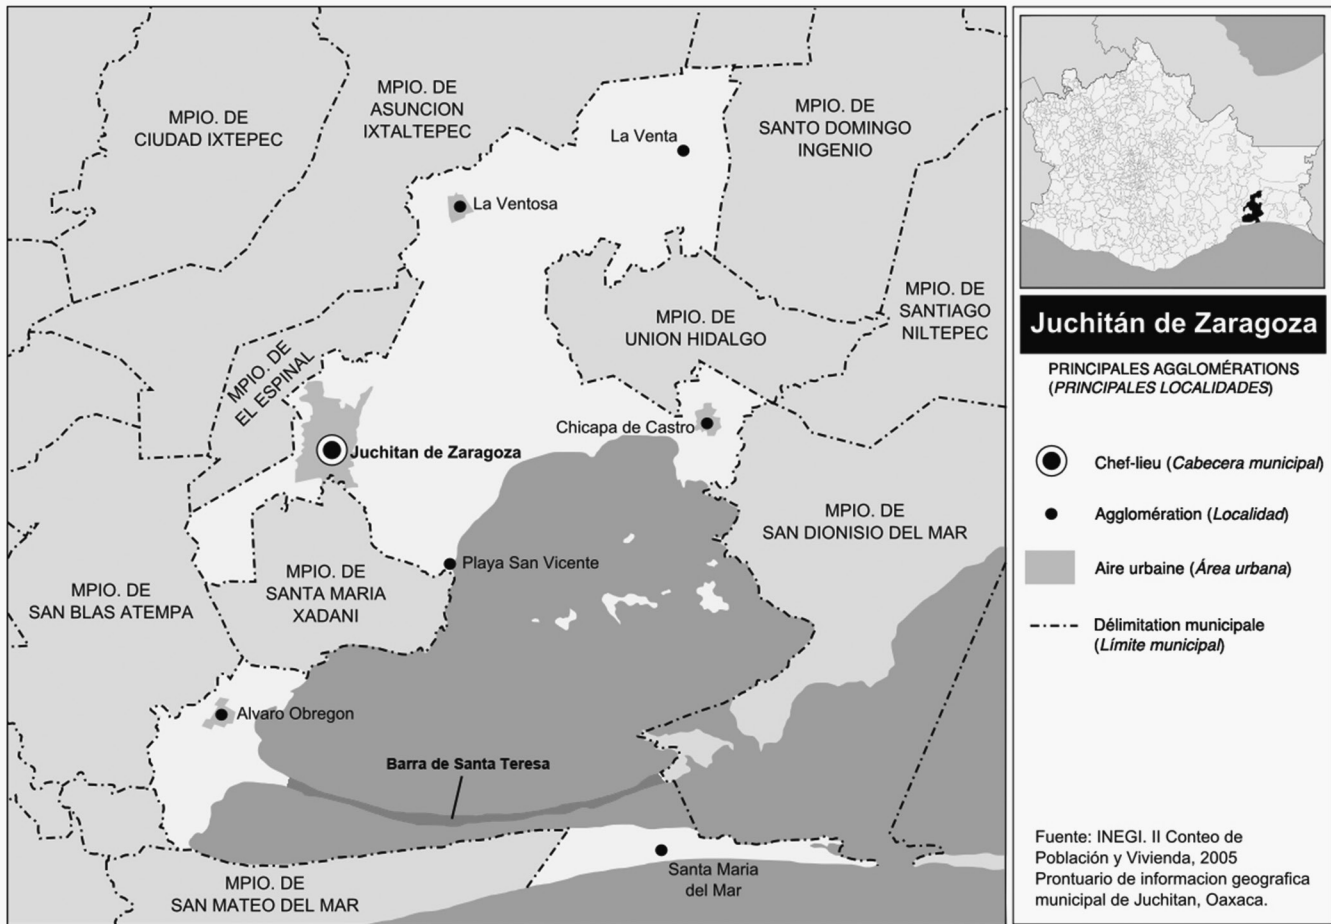 MPIO. DE
CIUDAD IXTEPEC
MPIO. DE
ASUNCION
IXTALTEPEC
La Venta
MPIO. DE
SANTO DOMINGO
INGENIO
La Ventosa
MPIO. DE
SANTIAGO
NILTEPEC
MPIO. DE
UNION HIDALGO
MPIO. DE
EL ESPINAL
Chicapa de Castro
Juchitan de Zaragoza
MPIO. DE
SAN DIONISIO DEL MAR
Playa San Vicente
MPIO. DE
SANTA MARIA
XADANI
MPIO. DE
SAN BLAS ATEMPA
Alvaro Obregon
Barra de Santa Teresa
Santa Maria
del Mar
MPIO. DE
SAN MATEO DEL MAR
Juchitán de Zaragoza
PRINCIPALES AGGLOMÉRATIONS
(PRINCIPALES LOCALIDADES)
Chef-lieu (Cabecera municipal)
Agglomération (Localidad)
Aire urbaine (Área urbana)
Délimitation municipale
(Límite municipal)
Fuente: INEGI. II Conteo de
Población y Vivienda, 2005
Prontuario de informacion geografica
municipal de Juchitan, Oaxaca.